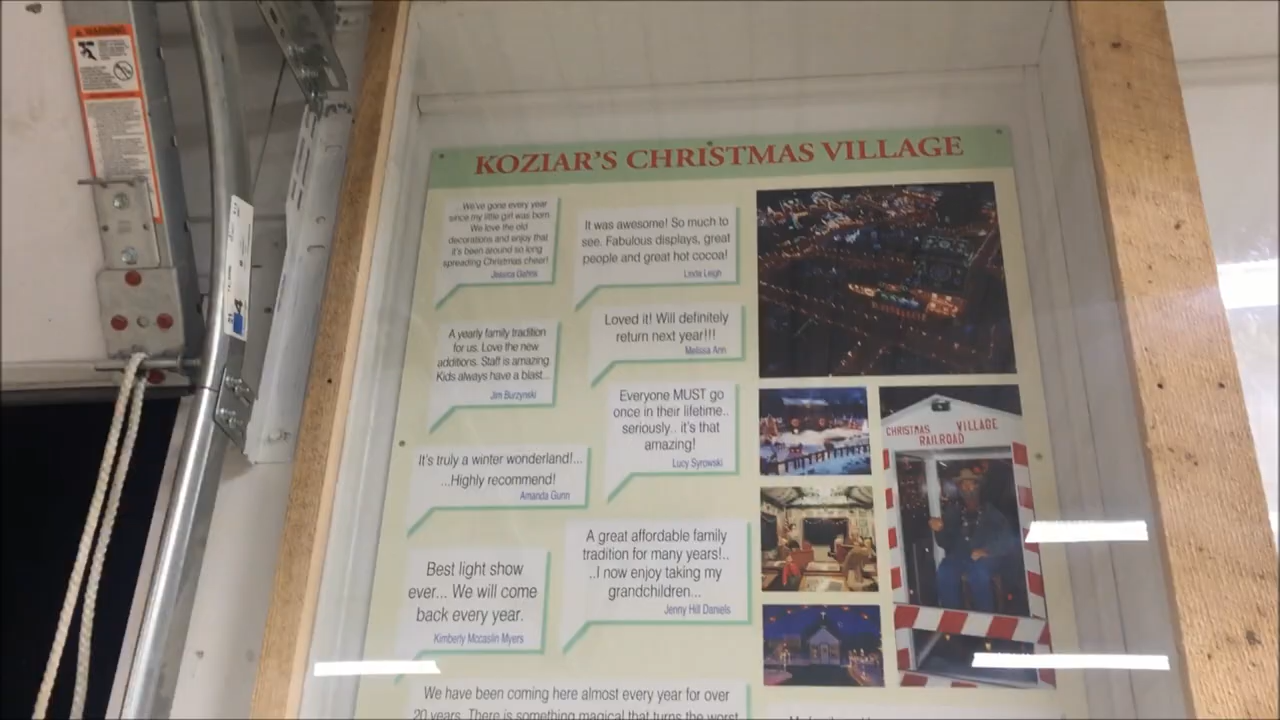 WARNING
KOZIAR'S CHRISTMAS VILLAGE
We've gone every year
since my little girl was born
We love the old
decorations and enjoy that
it's been around so long
spreading Christmas cheer!
Jessica
It was awesome! So much to
see. Fabulous displays, great
people and great hot cocoa!
Linda Leigh
Loved it! Will definitely
return next year!!!
Melissa Ann
A yearly family tradition
for us. Love the new
additions. Staff is amazing
Kids always have a blast...
Jim Burzynski
Everyone MUST go
once in their lifetime..
seriously.. it's that
amazing!
Lucy Syrowski
It's truly a winter wonderland!...
...Highly recommend!
Amanda Gunn
A great affordable family
tradition for many years!..
..I now enjoy taking my
grandchildren...
Jenny Hill Daniels
Best light show
ever... We will come
back every year.
Kimberly Mccaslin Myers
We have been coming here almost every year for over
20 years. There is something magical that turns the worst
CHRISTMAS VILLAGE
RAILROAD
4